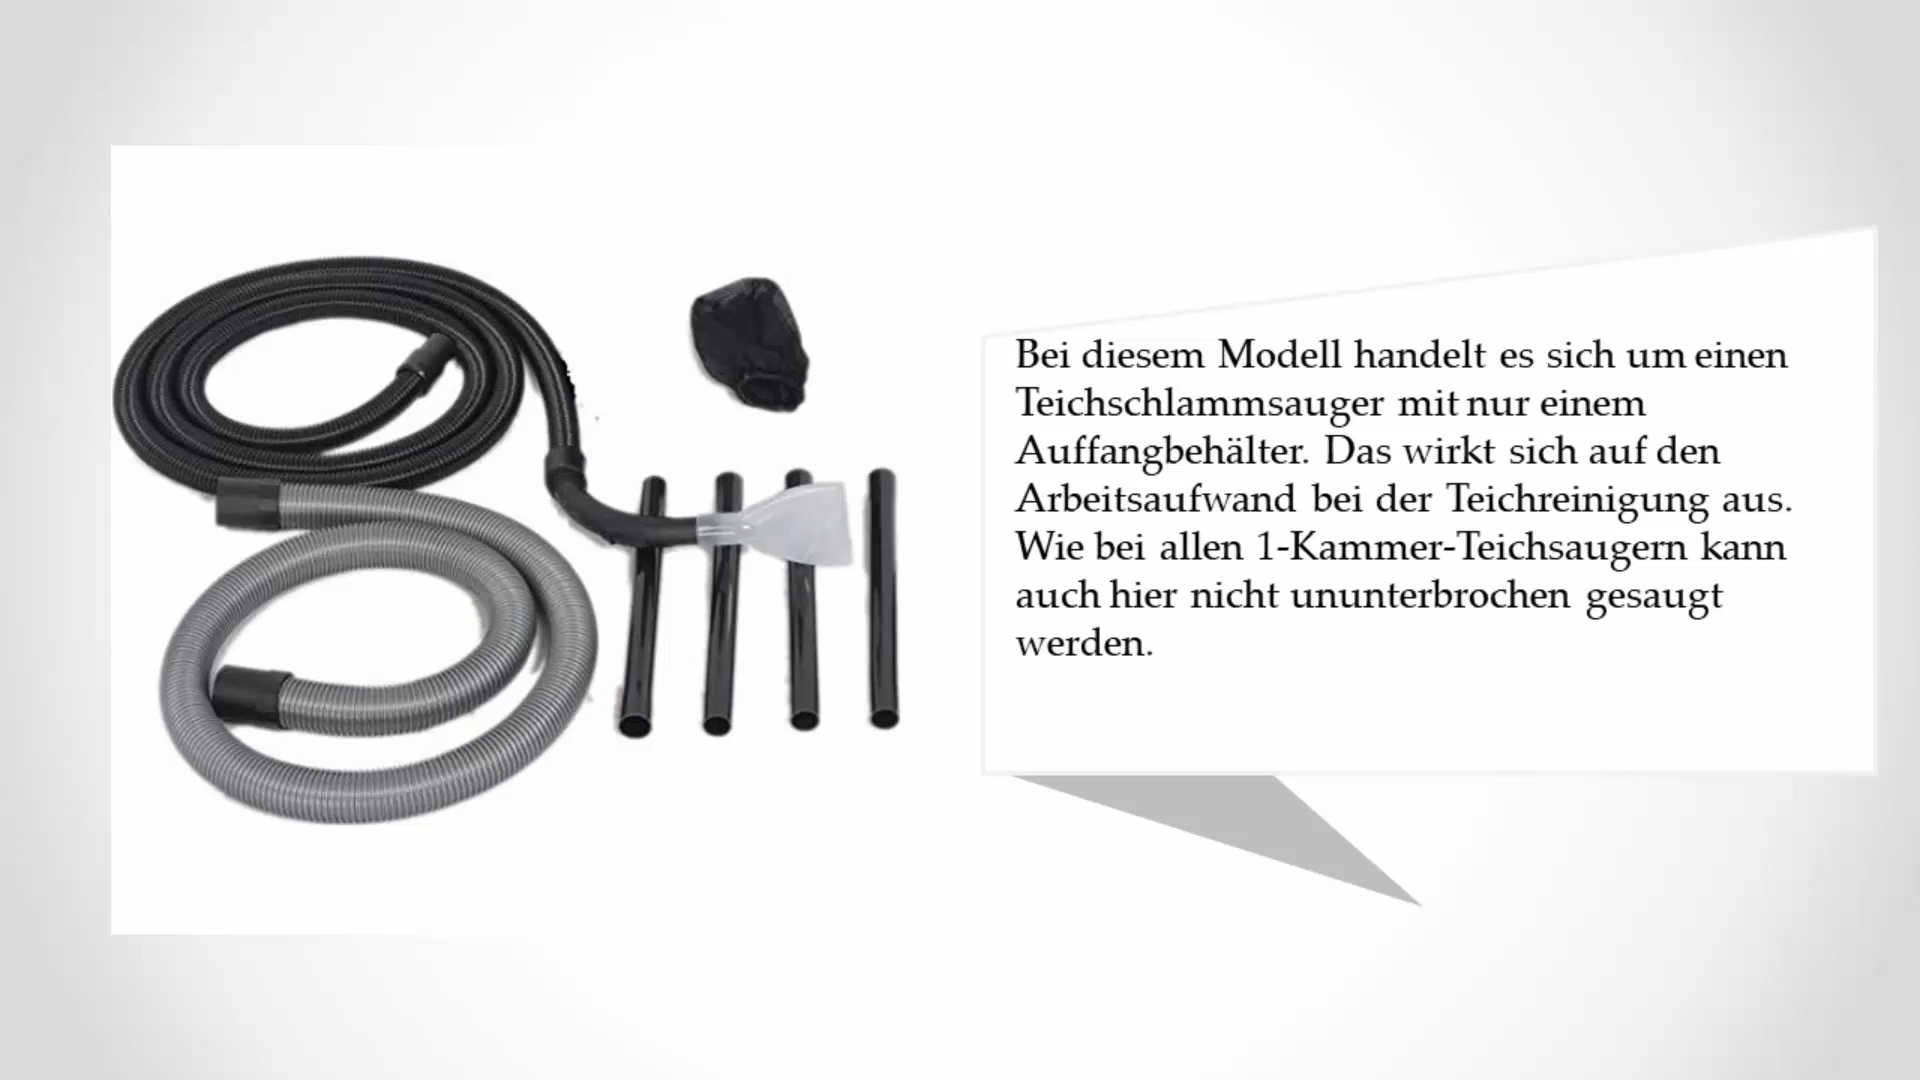 Bei diesem Modell handelt es sich um einen
Teichschlammsauger mit nur einem
Auffangbehälter. Das wirkt sich auf den
Arbeitsaufwand bei der Teichreinigung aus.
Wie bei allen 1-Kammer-Teichsaugern kann
auch hier nicht ununterbrochen gesaugt
werden.